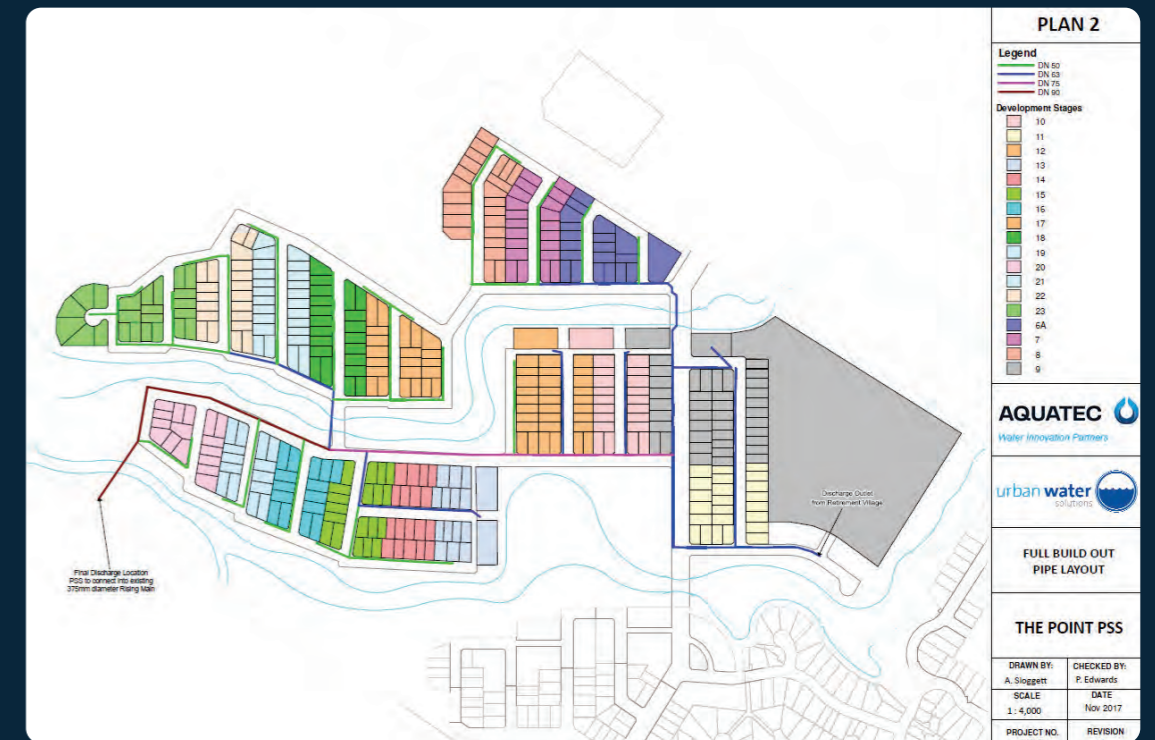 PLAN 2
Legend
DN 50
DN 63
DN 75
DN 90
Development Stages
10
11
12
13
14
15
16
17
18
19
20
21
22
23
6A
7
8
9
AQUATEC
Water Innovation Partners
urban water
solutions
FULL BUILD OUT
PIPE LAYOUT
THE POINT PSS
DRAWN BY:
A. Sloggett
CHECKED BY:
P. Edwards
SCALE
1 : 4,000
DATE
Nov 2017
PROJECT NO.
REVISION
Discharge Outlet
from Retirement Village
Final Discharge Location
PSS to connect into existing
375mm diameter Rising Main